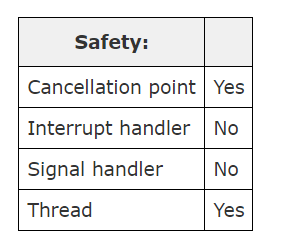 Safety:
Cancellation point Yes
Interrupt handler No
Signal handler No
Thread Yes